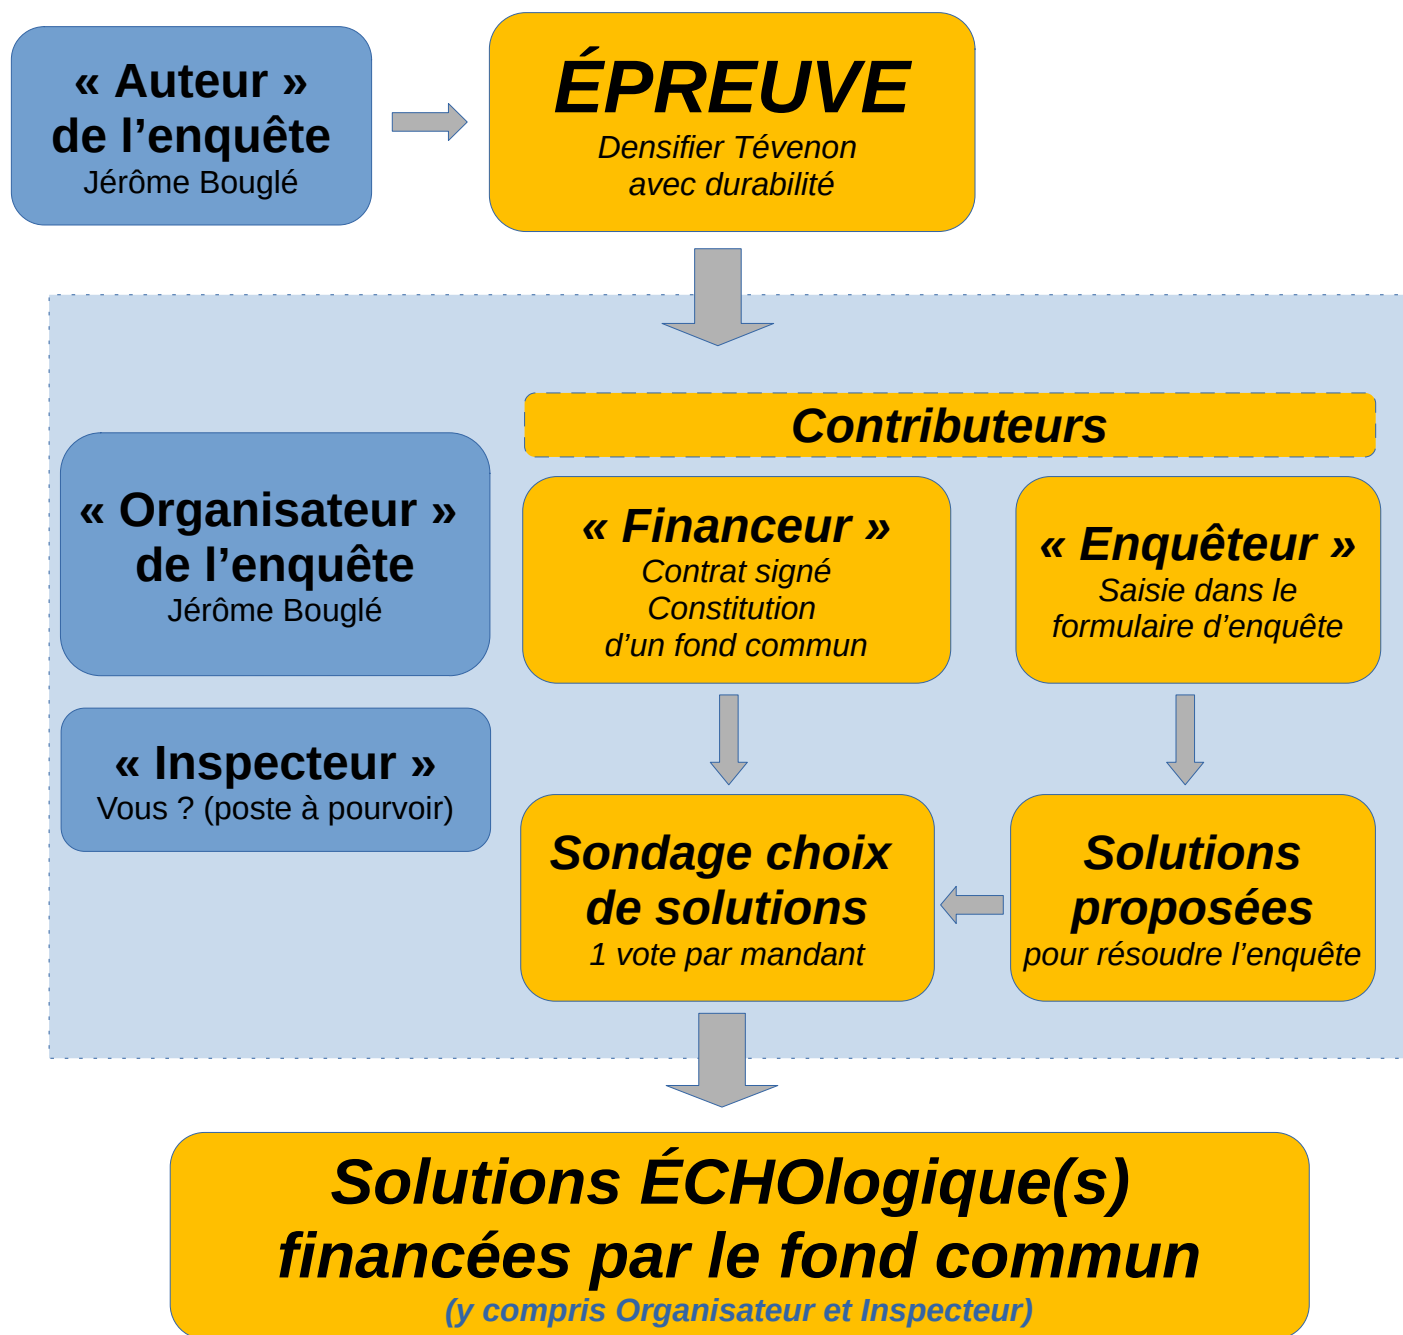 « Auteur »
de l’enquête
Jérôme Bouglé
ÉPREUVE
Densifier Tévenon
avec durabilité
Contributeurs
« Organisateur »
de l’enquête
Jérôme Bouglé
« Financeur »
Contrat signé
Constitution
d’un fond commun
« Enquêteur »
Saisie dans le
formulaire d’enquête
« Inspecteur »
Vous ? (poste à pourvoir)
Sondage choix
de solutions
1 vote par mandant
Solutions
proposées
pour résoudre l’enquête
Solutions ÉCHOlogique(s)
financées par le fond commun
(y compris Organisateur et Inspecteur)